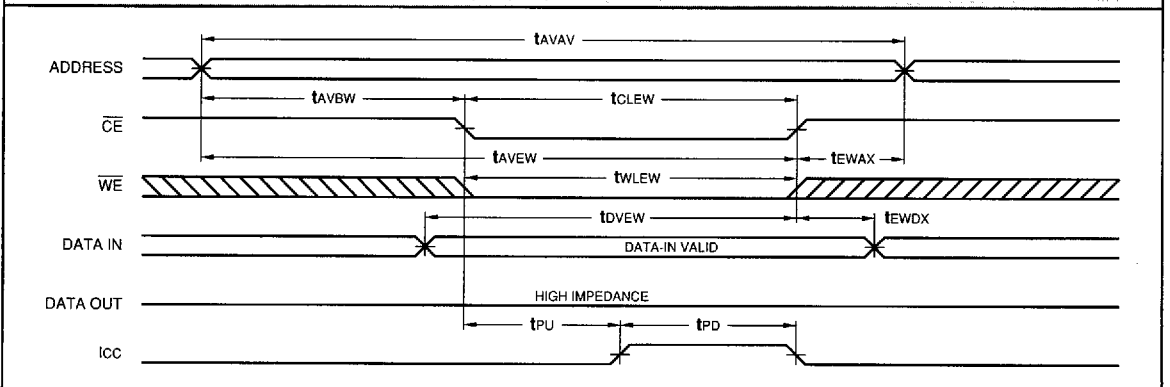 tAVAV
ADDRESS
tAVBW tCLEW
CE
tAVEW tEWAX
WE tWLEW
tDVEW tEWDX
DATA IN DATA-IN VALID
DATA OUT HIGH IMPEDANCE
tPU tPD
ICC